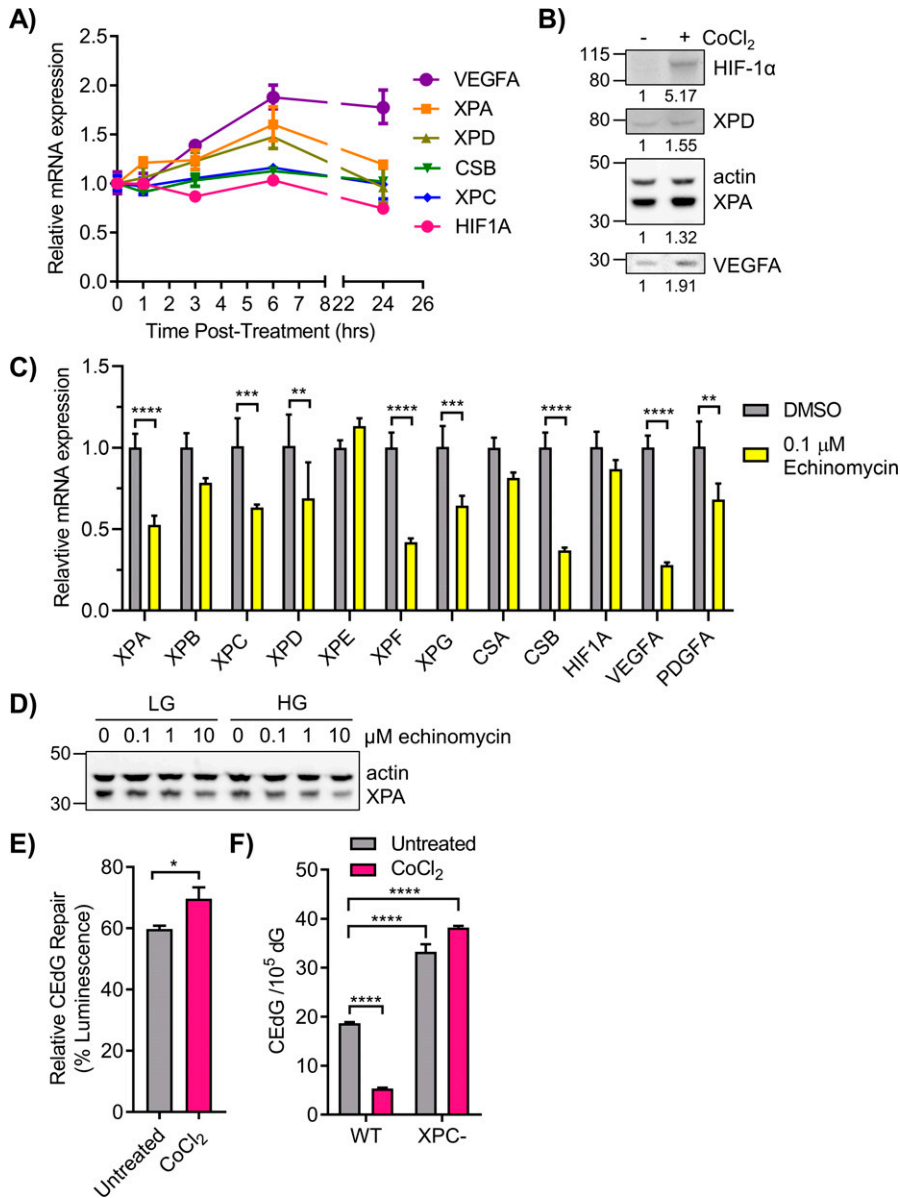 A)
Relative mRNA expression
2.5
2.0
1.5
1.0
0.5
0.0
0 1 2 3 4 5 6 7 8 22 24 26
Time Post-Treatment (hrs)
VEGFA
XPA
XPD
CSB
XPC
HIF1A
B)
- + CoCl2
115
80
HIF-1α
1 5.17
80
XPD
1 1.55
50
actin
XPA
30
1 1.32
30
VEGFA
1 1.91
C)
Relavtive mRNA expression
1.5
1.0
0.5
0.0
**** *** ** **** *** **** **** **
XPA XPB XPC XPD XPE XPF XPG CSA CSB HIF1A VEGFA PDGFA
DMSO
0.1 µM
Echinomycin
D)
LG HG
0 0.1 1 10 0 0.1 1 10 µM echinomycin
50
actin
XPA
30
E)
Relative CEdG Repair
(% Luminescence)
80
60
40
20
0
*
Untreated
CoCl2
F)
Untreated
CoCl2
CEdG /10^5 dG
50
40
30
20
10
0
****
****
****
WT XPC-